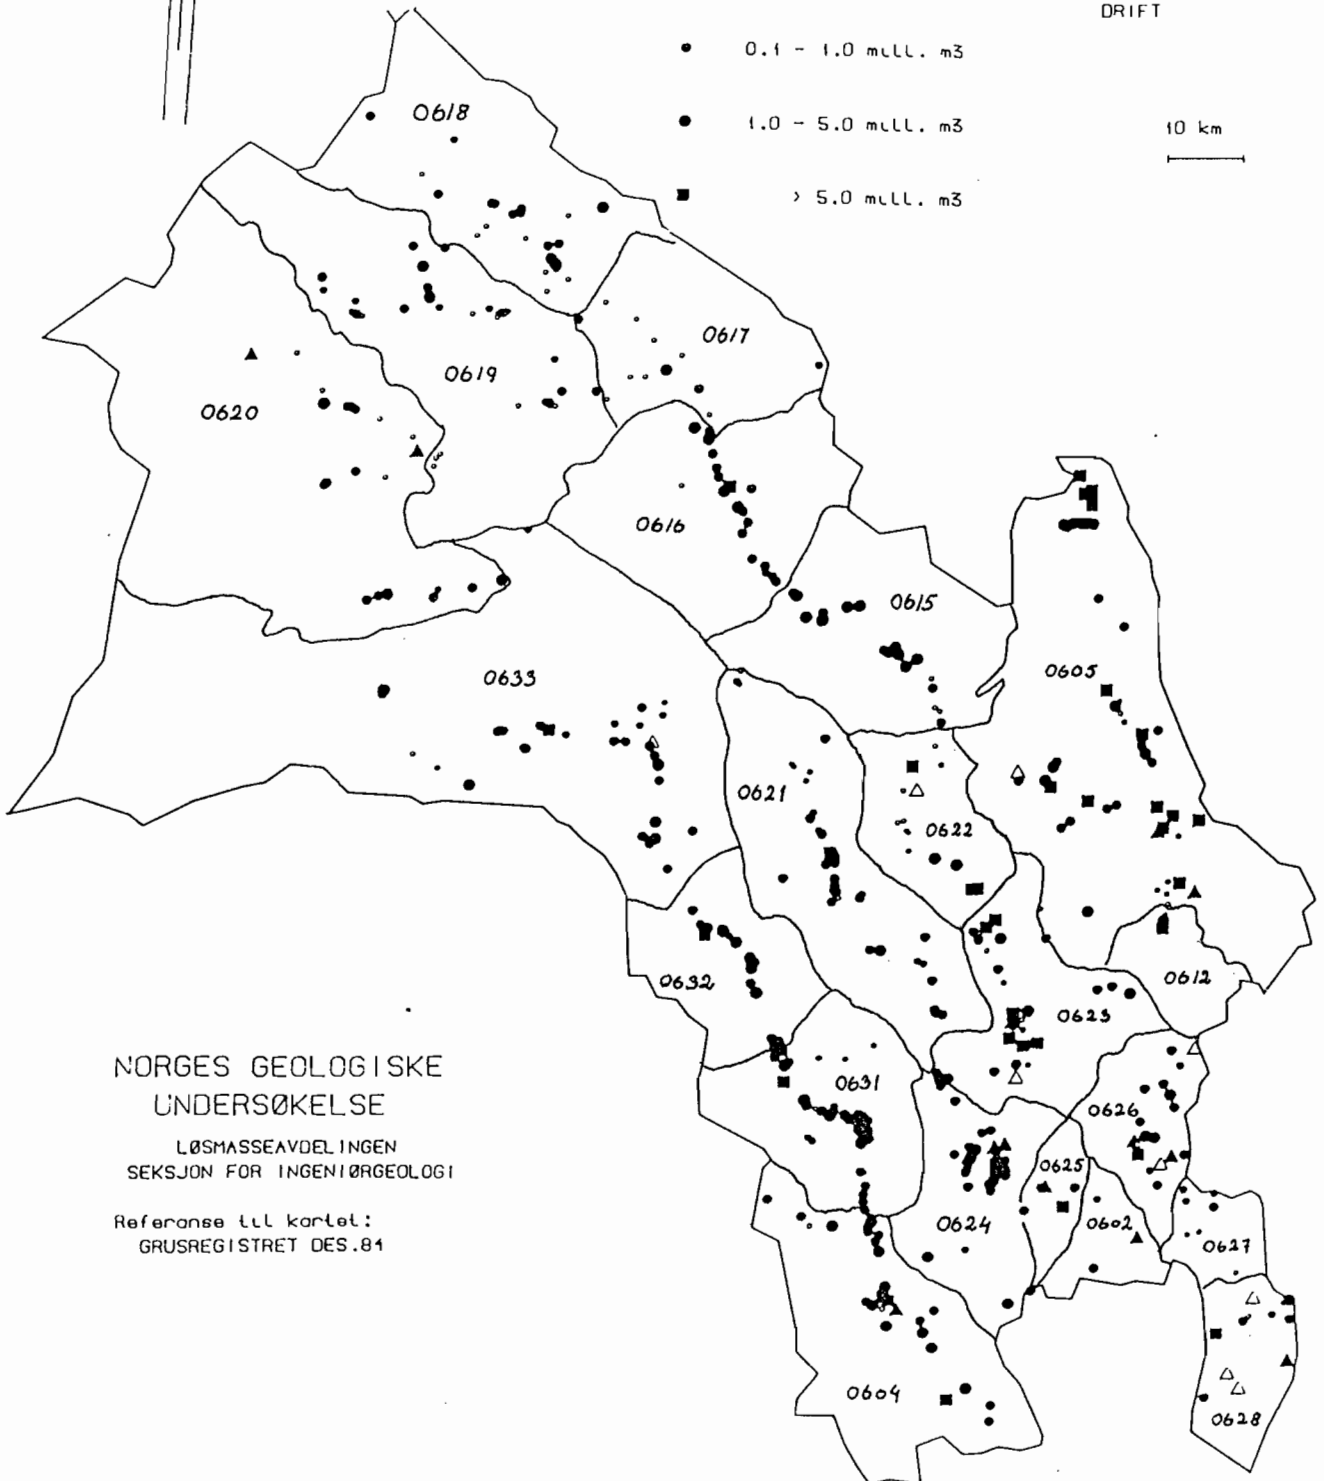 DRIFT
0.1 - 1.0 mill. m3
1.0 - 5.0 mill. m3
10 km
> 5.0 mill. m3
0618
0617
0619
0620
0616
0615
0605
0633
0621
0622
0632
0612
0623
0631
0626
0625
0624
0602
0627
0604
0628
NORGES GEOLOGISKE
UNDERSØKELSE
LØSMASSEAVDELINGEN
SEKSJON FOR INGENIØRGEOLOGI
Referanse til kartet:
GRUSREGISTRET DES.84